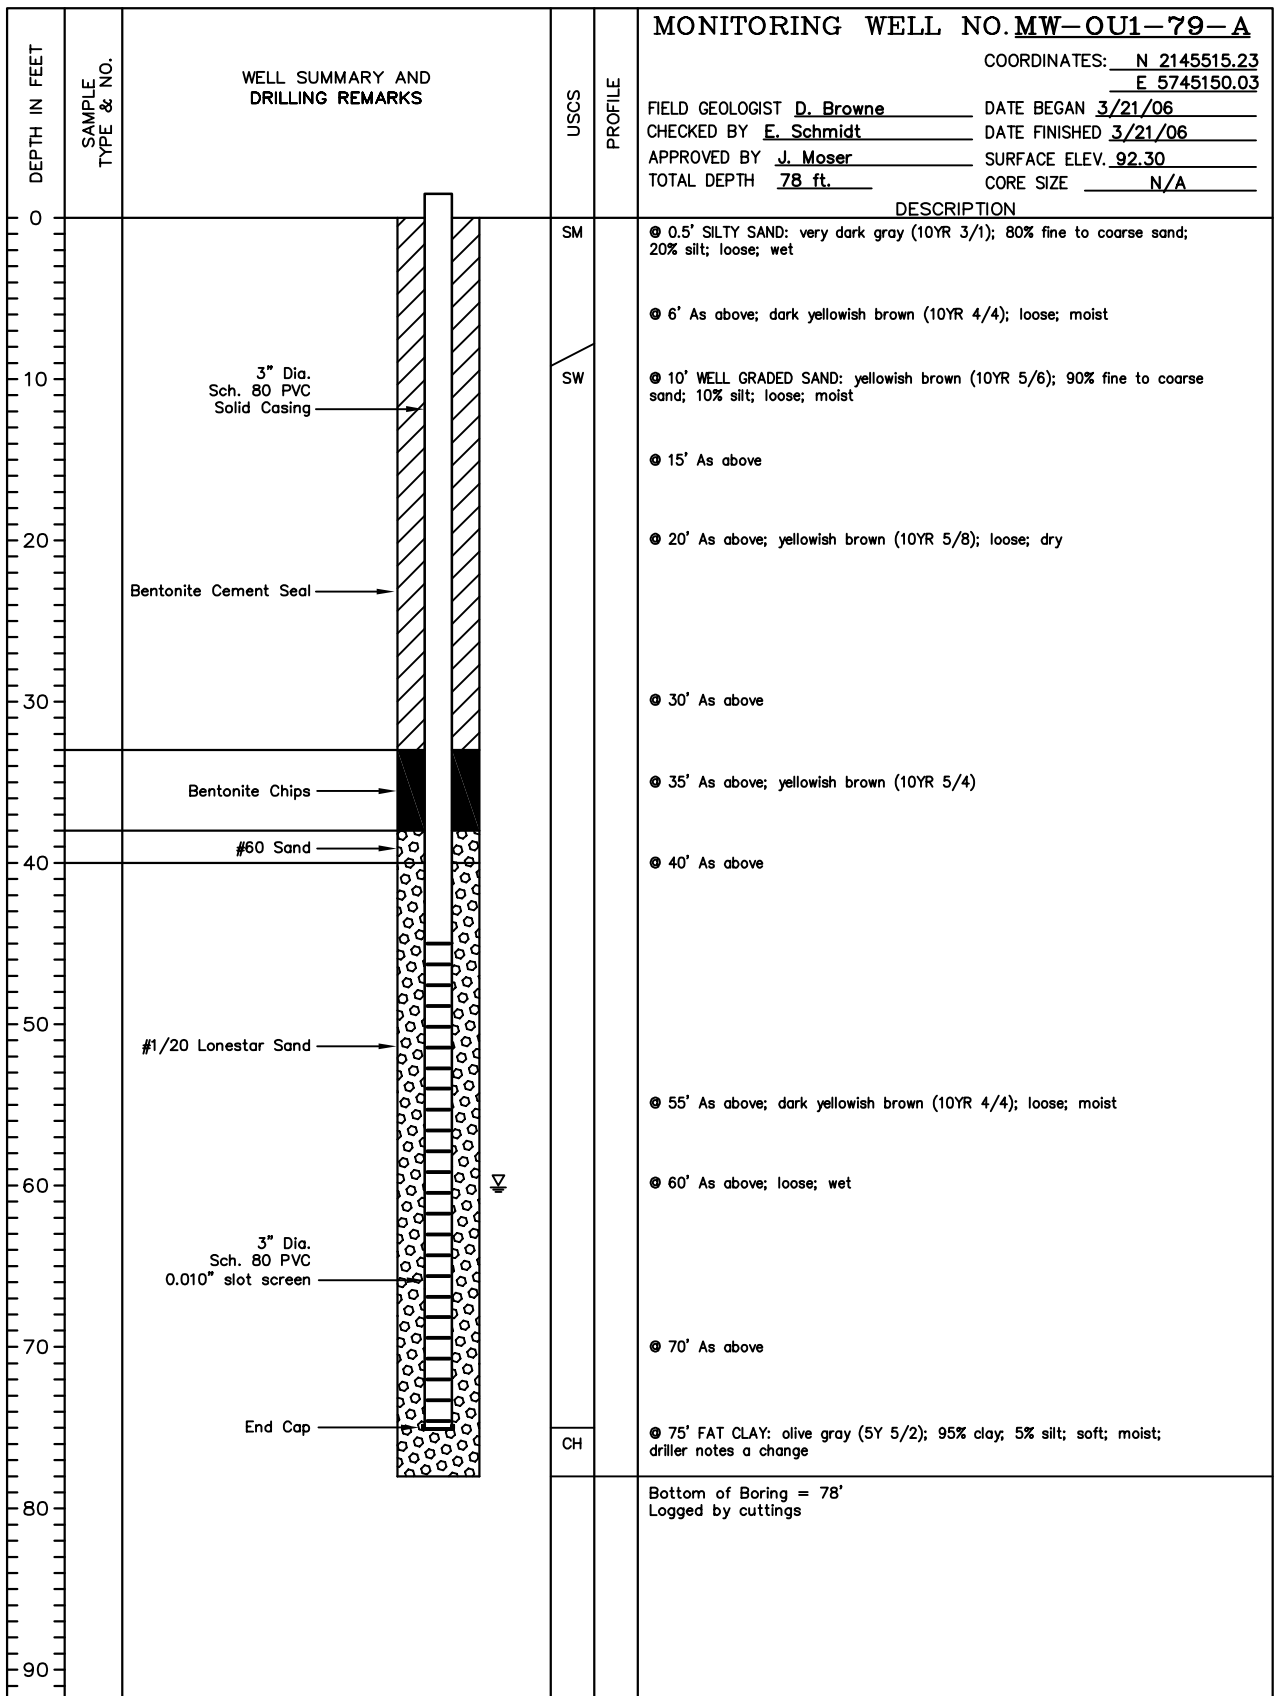 MONITORING WELL NO. MW-OU1-79-A
COORDINATES: N 2145515.23
E 5745150.03
FIELD GEOLOGIST D. Browne DATE BEGAN 3/21/06
CHECKED BY E. Schmidt DATE FINISHED 3/21/06
APPROVED BY J. Moser SURFACE ELEV. 92.30
TOTAL DEPTH 78 ft. CORE SIZE N/A
DEPTH IN FEET
SAMPLE
TYPE & NO.
WELL SUMMARY AND
DRILLING REMARKS
USCS
PROFILE
DESCRIPTION
0
SM
@ 0.5' SILTY SAND: very dark gray (10YR 3/1); 80% fine to coarse sand;
20% silt; loose; wet
@ 6' As above; dark yellowish brown (10YR 4/4); loose; moist
3" Dia.
Sch. 80 PVC
Solid Casing
10
SW
@ 10' WELL GRADED SAND: yellowish brown (10YR 5/6); 90% fine to coarse
sand; 10% silt; loose; moist
@ 15' As above
20
@ 20' As above; yellowish brown (10YR 5/8); loose; dry
Bentonite Cement Seal
30
@ 30' As above
Bentonite Chips
@ 35' As above; yellowish brown (10YR 5/4)
#60 Sand
40
@ 40' As above
50
#1/20 Lonestar Sand
@ 55' As above; dark yellowish brown (10YR 4/4); loose; moist
60
@ 60' As above; loose; wet
3" Dia.
Sch. 80 PVC
0.010" slot screen
70
@ 70' As above
End Cap
CH
@ 75' FAT CLAY: olive gray (5Y 5/2); 95% clay; 5% silt; soft; moist;
driller notes a change
80
Bottom of Boring = 78'
Logged by cuttings
90